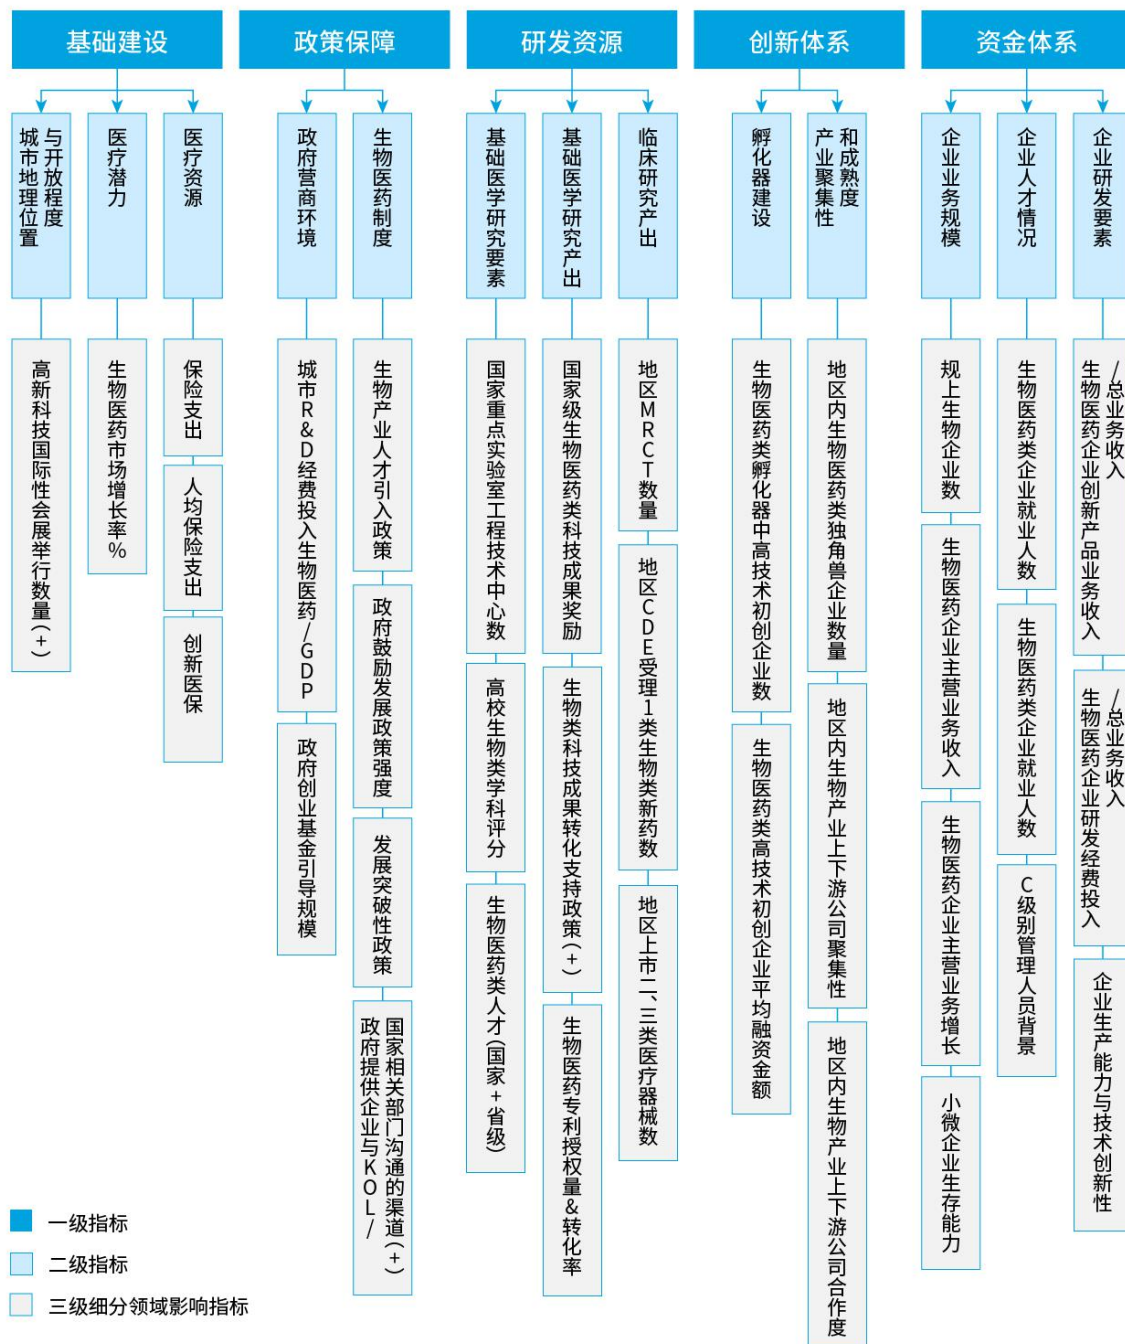 基础建设
城市地理位置
与开放程度
高新科技国际性会展举行数量(+)
医疗潜力
生物医药市场增长率%
医疗资源
保险支出
人均保险支出
创新医保
政策保障
政府营商环境
城市R&D经费投入生物医药/GDP
政府创业基金引导规模
生物医药制度
生物产业人才引入政策
政府鼓励发展政策强度
发展突破性政策
政府提供企业与KOL/
国家相关部门沟通的渠道(+)
研发资源
基础医学研究要素
国家重点实验室工程技术中心数
高校生物类学科评分
生物医药类人才(国家+省级)
基础医学研究产出
国家级生物医药类科技成果奖励
生物类科技成果转化支持政策(+)
生物医药专利授权量&转化率
临床研究产出
地区MRCT数量
地区CDE受理1类生物类新药数
地区上市二、三类医疗器械数
创新体系
孵化器建设
生物医药类孵化器中高技术初创企业数
生物医药类高技术初创企业平均融资金额
产业聚集性
和成熟度
地区内生物医药类独角兽企业数量
地区内生物产业上下游公司聚集性
地区内生物产业上下游公司合作度
资金体系
企业业务规模
规上生物企业数
生物医药企业主营业务收入
生物医药企业主营业务增长
小微企业生存能力
企业人才情况
生物医药类企业就业人数
生物医药类企业就业人数
C级别管理人员背景
企业研发要素
生物医药企业创新产品业务收入
/总业务收入
生物医药企业研发经费投入
/总业务收入
企业生产能力与技术创新性
一级指标
二级指标
三级细分领域影响指标